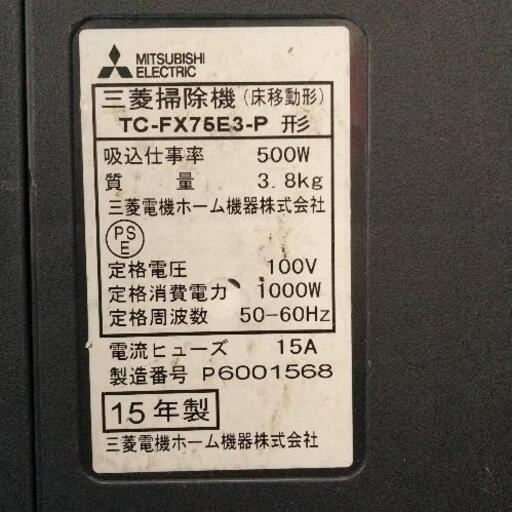 MITSUBISHI
ELECTRIC
三菱掃除機(床移動形)
TC-FX75E3-P 形
吸込仕事率 500W
質 量 3.8kg
三菱電機ホーム機器株式会社
PS
E
定格電圧 100V
定格消費電力 1000W
定格周波数 50-60Hz
電流ヒューズ 15A
製造番号 P6001568
15年製
三菱電機ホーム機器株式会社